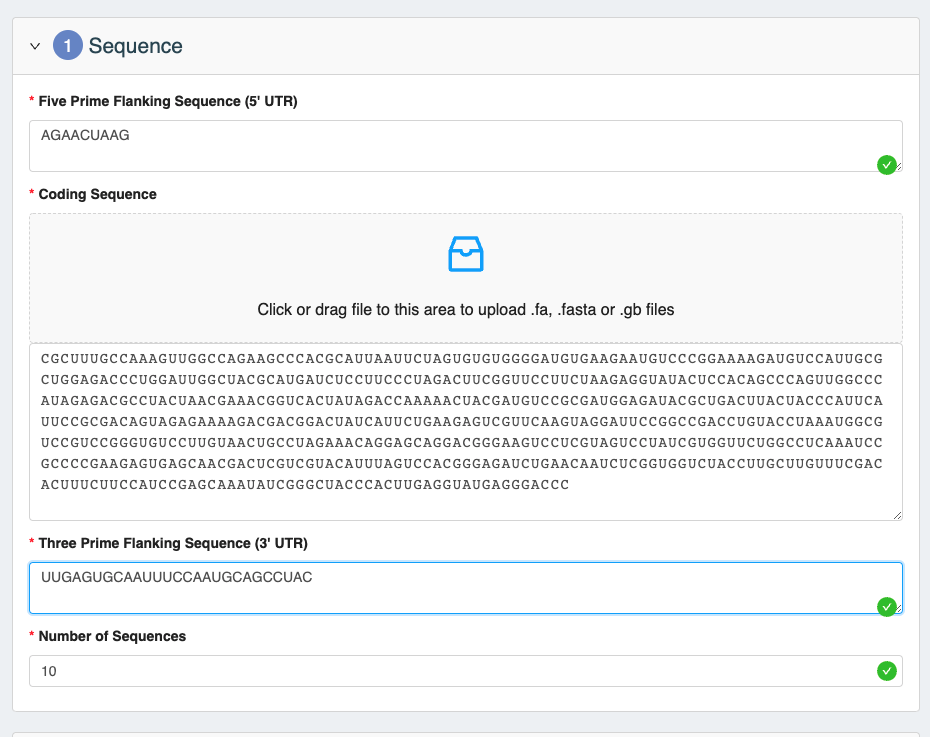 1 Sequence
* Five Prime Flanking Sequence (5' UTR)
AGAACUAAG
* Coding Sequence
Click or drag file to this area to upload .fa, .fasta or .gb files
CGCUUUGCCAAAGUUGGCCAGAAGCCCACGCAUUAAUUCUAGUGUGUGGGGAUGUGAAGAAUGUCCCGGAAAAGAUGUCCAUUGCG
CUGGAGACCCUGGAUUGGCUACGCAUGAUCUCCUUCCCUAGACUUCGGUUCCUUCUAAGAGGUAUACUCCACAGCCCAGUUGGCCC
AUAGAGACGCCUACUAACGAAACGGUCACUAUAGACCAAAAACUACGAUGUCCGCGAUGGAGAUACGCUGACUUACUACCCAUUCA
UUCCGCGACAGUAGAGAAAAGACGACGGACUAUCAUUCUGAAGAGUCGUUCAAGUAGGAUUCCGGCCGACCUGUACCUAAAUGGCG
UCCGUCCGGGUGUCCUUGUAACUGCCUAGAAACAGGAGCAGGACGGGAAGUCCUCGUAGUCCUAUCGUGGUUCUGGCCUCAAAUCC
GCCCCGAAGAGUGAGCAACGACUCGUCGUACAUUUAGUCCACGGGAGAUCUGAACAAUCUCGGUGGUCUACCUUGCUUGUUUCGAC
ACUUUCUUCCAUCCGAGCAAAUAUCGGGCUACCCACUUGAGGUAUGAGGGACCC
* Three Prime Flanking Sequence (3' UTR)
UUGAGUGCAAUUUCCAAUGCAGCCUAC
* Number of Sequences
10